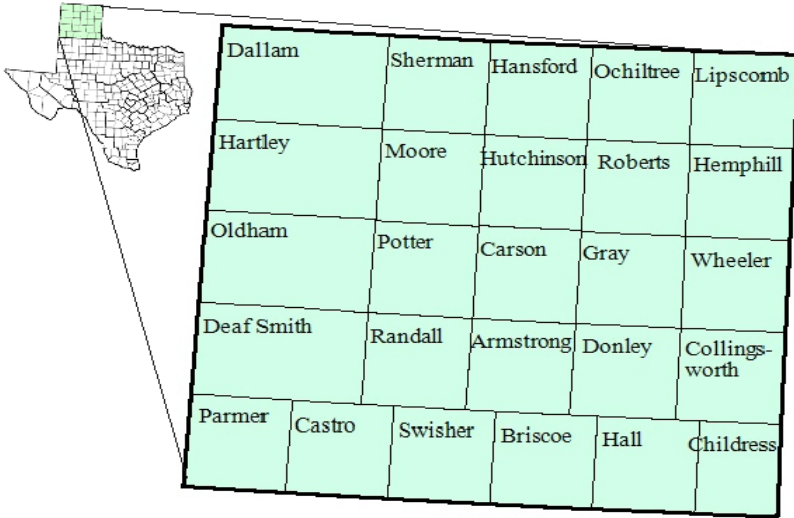 Dallam
Sherman
Hansford
Ochiltree
Lipscomb
Hartley
Moore
Hutchinson
Roberts
Hemphill
Oldham
Potter
Carson
Gray
Wheeler
Deaf Smith
Randall
Armstrong
Donley
Collings-
worth
Parmer
Castro
Swisher
Briscoe
Hall
Childress